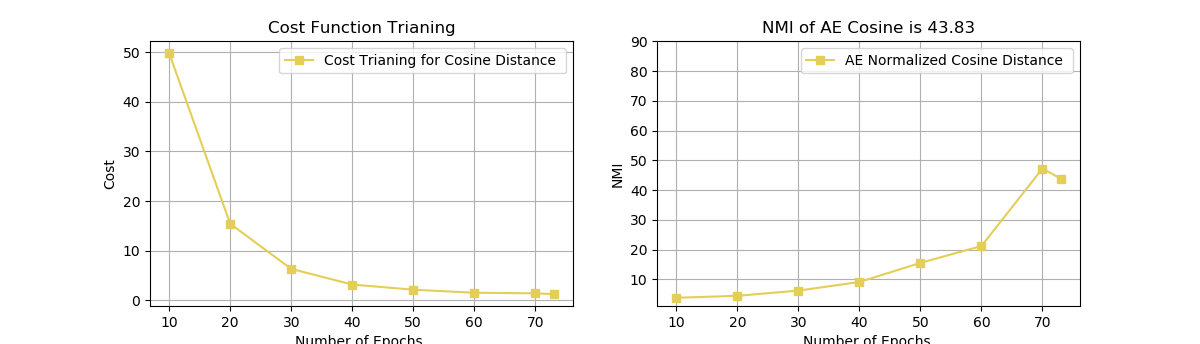 Cost Function Trianing
Cost Trianing for Cosine Distance
50
40
30
20
10
0
Cost
10 20 30 40 50 60 70
Number of Epochs
NMI of AE Cosine is 43.83
AE Normalized Cosine Distance
90
80
70
60
50
40
30
20
10
NMI
10 20 30 40 50 60 70
Number of Epochs